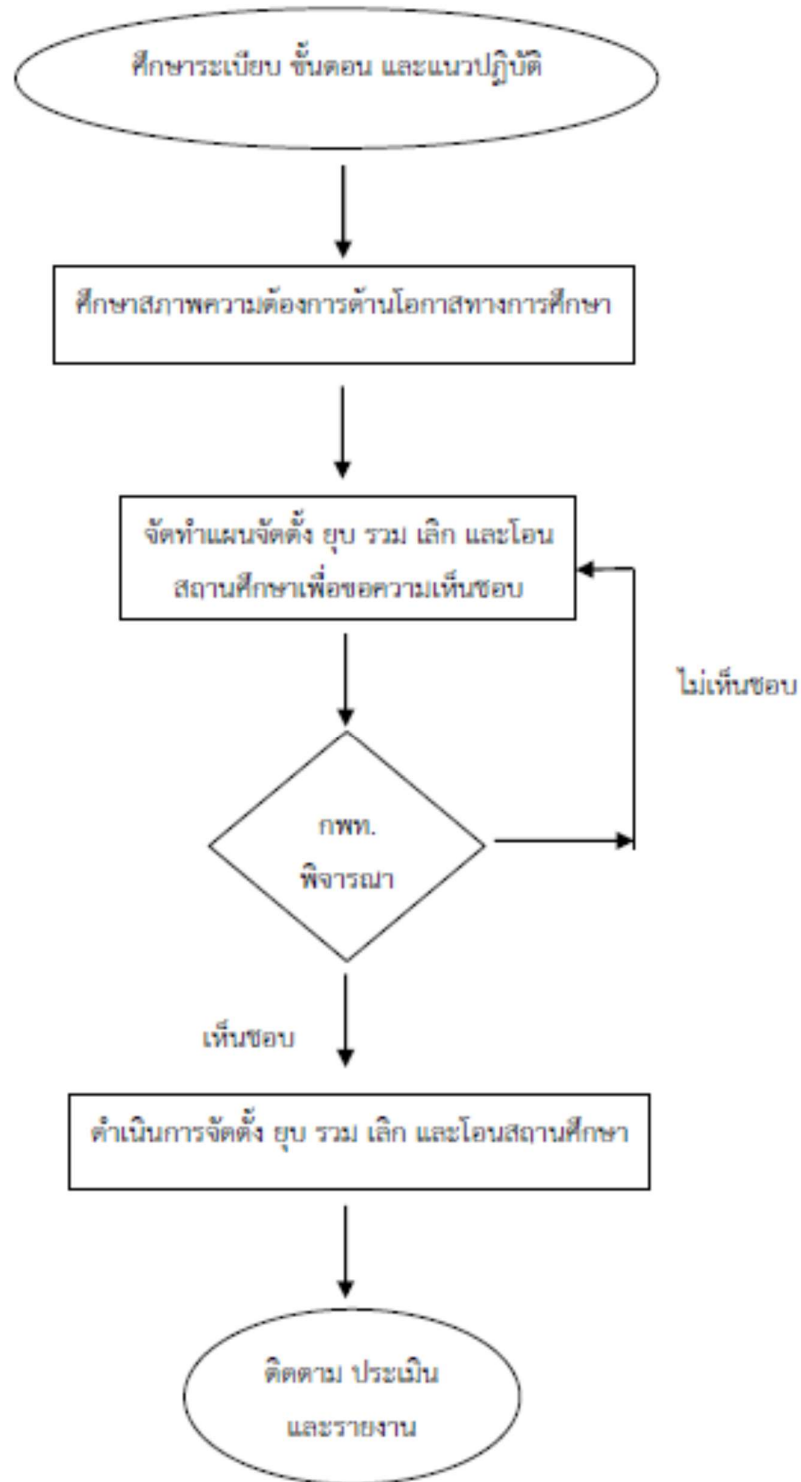 ศึกษาระเบียบ ขั้นตอน และแนวปฏิบัติ
ศึกษาสภาพความต้องการด้านโอกาสทางการศึกษา
จัดทำแผนจัดตั้ง ยุบ รวม เลิก และโอน
สถานศึกษาเพื่อขอความเห็นชอบ
ไม่เห็นชอบ
กพท.
พิจารณา
เห็นชอบ
ดำเนินการจัดตั้ง ยุบ รวม เลิก และโอนสถานศึกษา
ติดตาม ประเมิน
และรายงาน